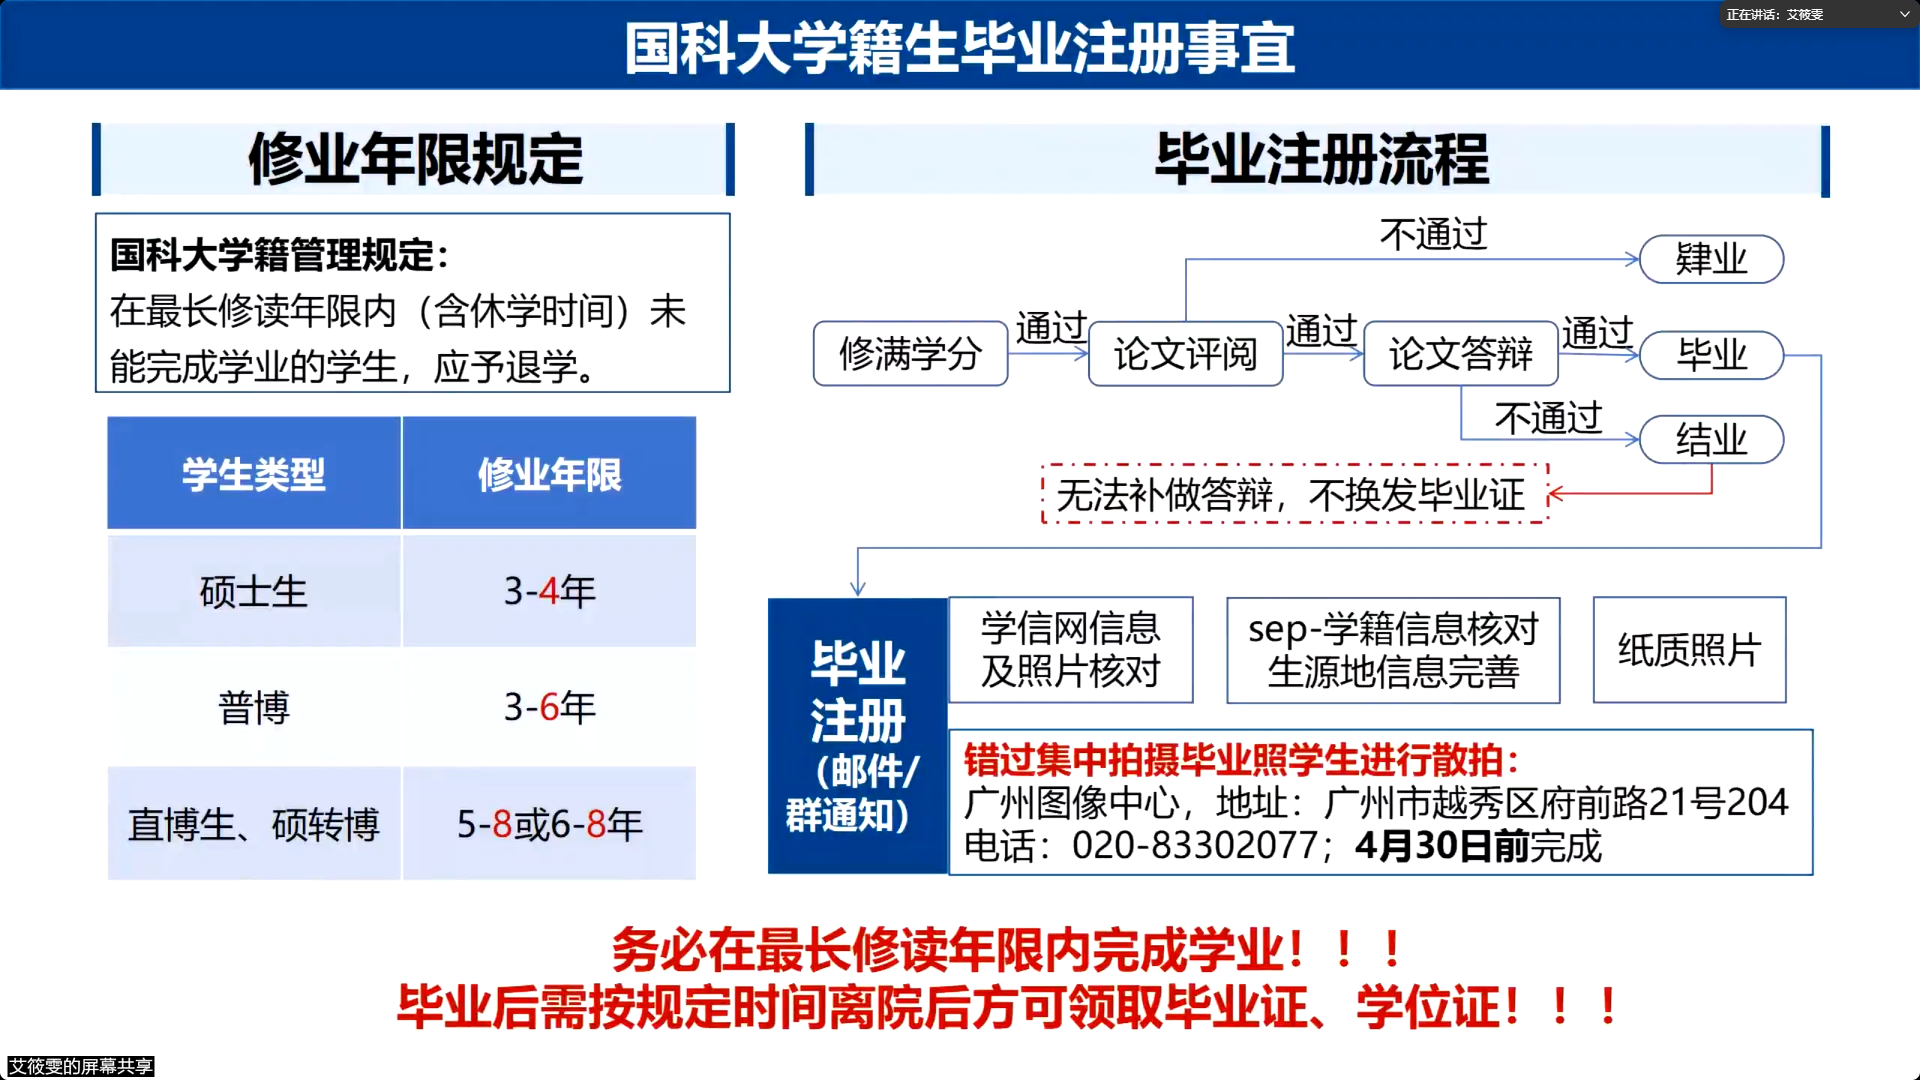 正在讲话：艾筱雯
国科大学籍生毕业注册事宜
修业年限规定
国科大学籍管理规定：
在最长修读年限内（含休学时间）未
能完成学业的学生，应予退学。
学生类型 修业年限
硕士生 3-4年
普博 3-6年
直博生、硕转博 5-8或6-8年
毕业注册流程
不通过
肄业
修满学分
通过
论文评阅
通过
论文答辩
通过
毕业
不通过
结业
无法补做答辩，不换发毕业证
毕业
注册
（邮件/
群通知）
学信网信息
及照片核对
sep-学籍信息核对
生源地信息完善
纸质照片
错过集中拍摄毕业照学生进行散拍：
广州图像中心，地址：广州市越秀区府前路21号204
电话：020-83302077；4月30日前完成
务必在最长修读年限内完成学业！！！
毕业后需按规定时间离院后方可领取毕业证、学位证！！！
艾筱雯的屏幕共享